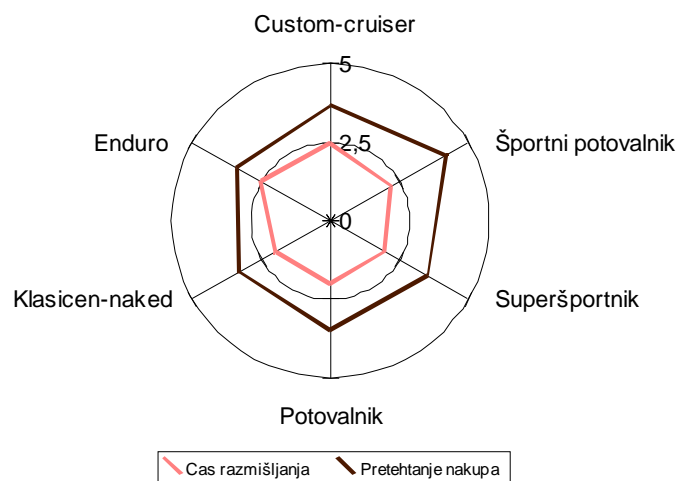 Custom-cruiser
5
Enduro
Športni potovalnik
2,5
0
Klasicen-naked
Superšportnik
Potovalnik
Cas razmišljanja
Pretehtanje nakupa